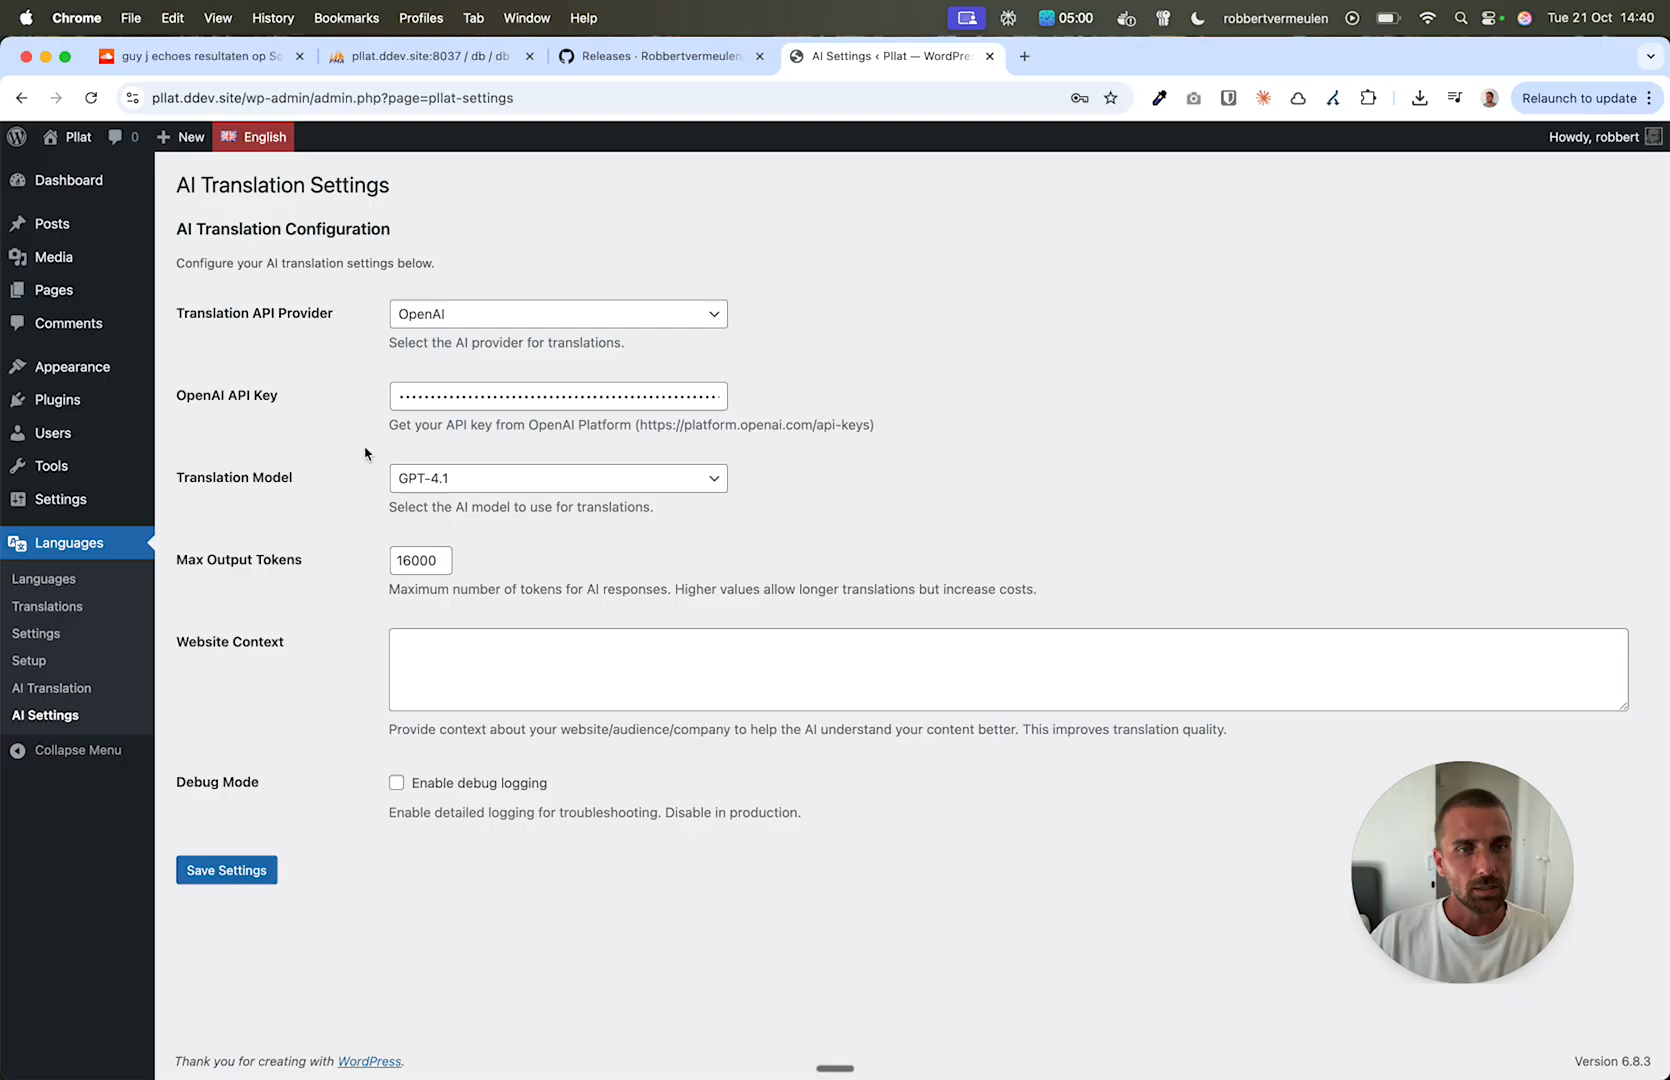 Chrome File Edit View History Bookmarks Profiles Tab Window Help
05:00 robbertvermeulen Tue 21 Oct 14:40
guy j echoes resultaten op So
pllat.ddev.site:8037 / db / db
Releases · Robbertvermeulen
AI Settings ‹ Pllat — WordPres
pllat.ddev.site/wp-admin/admin.php?page=pllat-settings
Relaunch to update
Pllat 0 New English
Howdy, robbert
Dashboard
Posts
Media
Pages
Comments
Appearance
Plugins
Users
Tools
Settings
Languages
Languages
Translations
Settings
Setup
AI Translation
AI Settings
Collapse Menu
AI Translation Settings
AI Translation Configuration
Configure your AI translation settings below.
Translation API Provider
OpenAI
Select the AI provider for translations.
OpenAI API Key
Get your API key from OpenAI Platform (https://platform.openai.com/api-keys)
Translation Model
GPT-4.1
Select the AI model to use for translations.
Max Output Tokens
16000
Maximum number of tokens for AI responses. Higher values allow longer translations but increase costs.
Website Context
Provide context about your website/audience/company to help the AI understand your content better. This improves translation quality.
Debug Mode
Enable debug logging
Enable detailed logging for troubleshooting. Disable in production.
Save Settings
Thank you for creating with WordPress.
Version 6.8.3